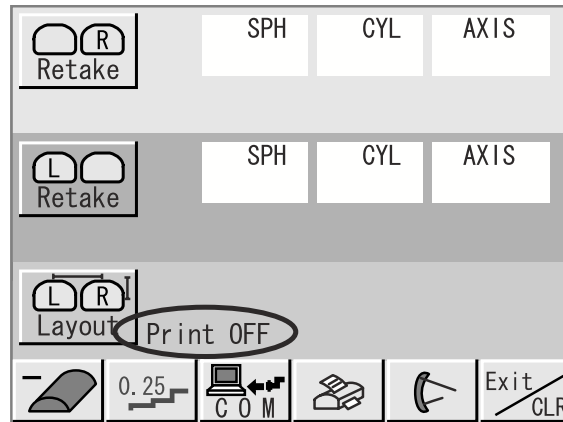 R
Retake
SPH CYL AXIS
L
Retake
SPH CYL AXIS
L R
Layout
Print OFF
0.25
COM
Exit
CLR